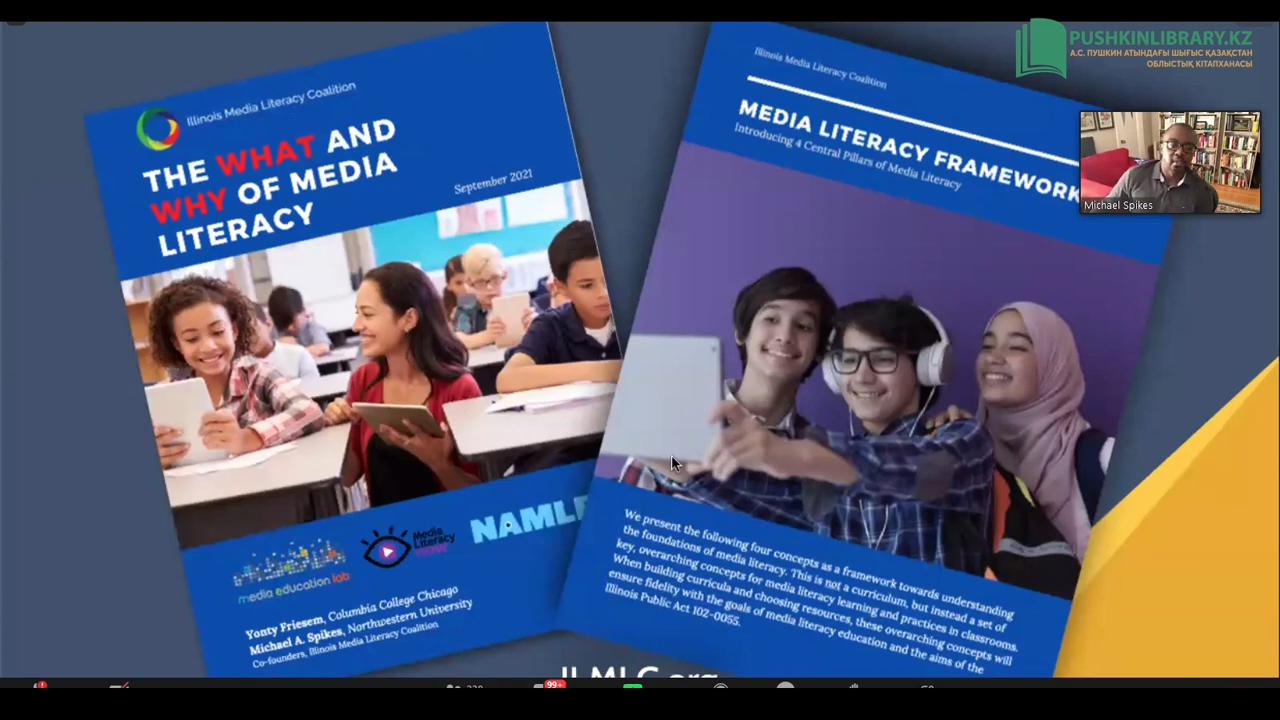 PUSHKINLIBRARY.KZ
А.С. ПУШКИН АТЫНДАҒЫ ШЫҒЫС ҚАЗАҚСТАН
ОБЛЫСТЫҚ КІТАПХАНАСЫ
Illinois Media Literacy Coalition
THE WHAT AND
WHY OF MEDIA
LITERACY
September 2021
media education lab
Media
Literacy
NOW
NAMLE
Yonty Friesem, Columbia College Chicago
Michael A. Spikes, Northwestern University
Co-founders, Illinois Media Literacy Coalition
Illinois Media Literacy Coalition
MEDIA LITERACY FRAMEWORK
Introducing 4 Central Pillars of Media Literacy
We present the following four concepts as a framework towards understanding
the foundations of media literacy. This is not a curriculum, but instead a set of
key, overarching concepts for media literacy learning and practices in classrooms.
When building curricula and choosing resources, these overarching concepts will
ensure fidelity with the goals of media literacy education and the aims of the
Illinois Public Act 102-0055.
Michael Spikes
99+